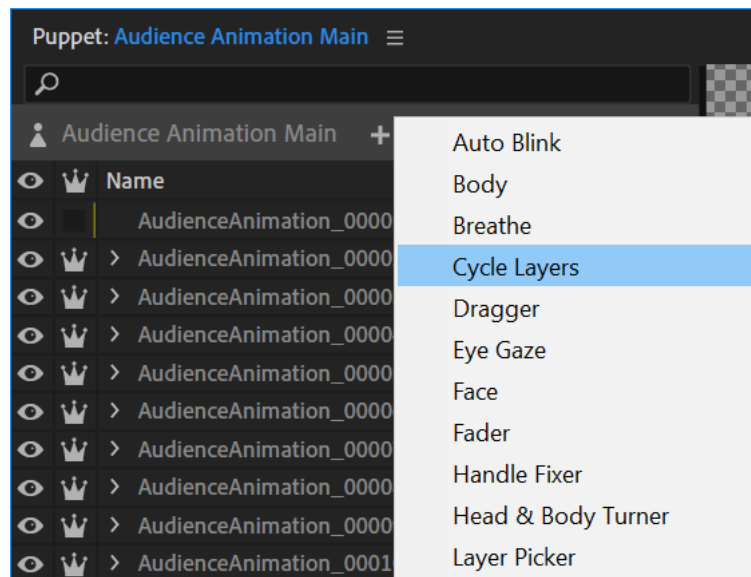 Puppet: Audience Animation Main
Audience Animation Main +
Name
AudienceAnimation_0000
AudienceAnimation_0000
AudienceAnimation_0000
AudienceAnimation_000
AudienceAnimation_0000
AudienceAnimation_0000
AudienceAnimation_0000
AudienceAnimation_0000
AudienceAnimation_0000
AudienceAnimation_0001
Auto Blink
Body
Breathe
Cycle Layers
Dragger
Eye Gaze
Face
Fader
Handle Fixer
Head & Body Turner
Layer Picker